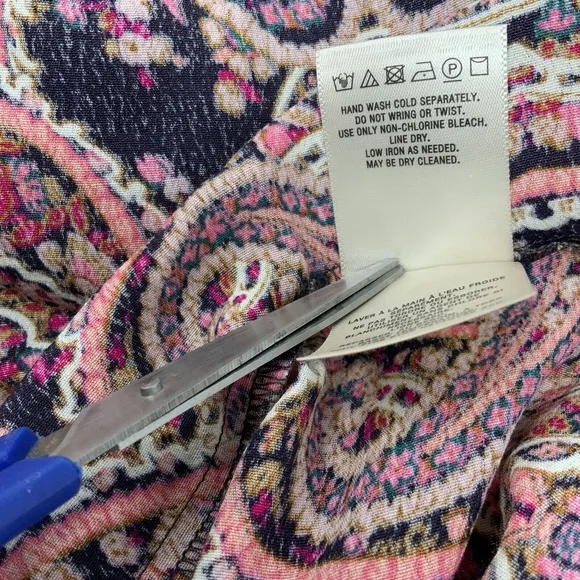 HAND WASH COLD SEPARATELY.
DO NOT WRING OR TWIST.
USE ONLY NON-CHLORINE BLEACH.
LINE DRY.
LOW IRON AS NEEDED.
MAY BE DRY CLEANED.
LAVER À LA MAIN À L'EAU FROIDE